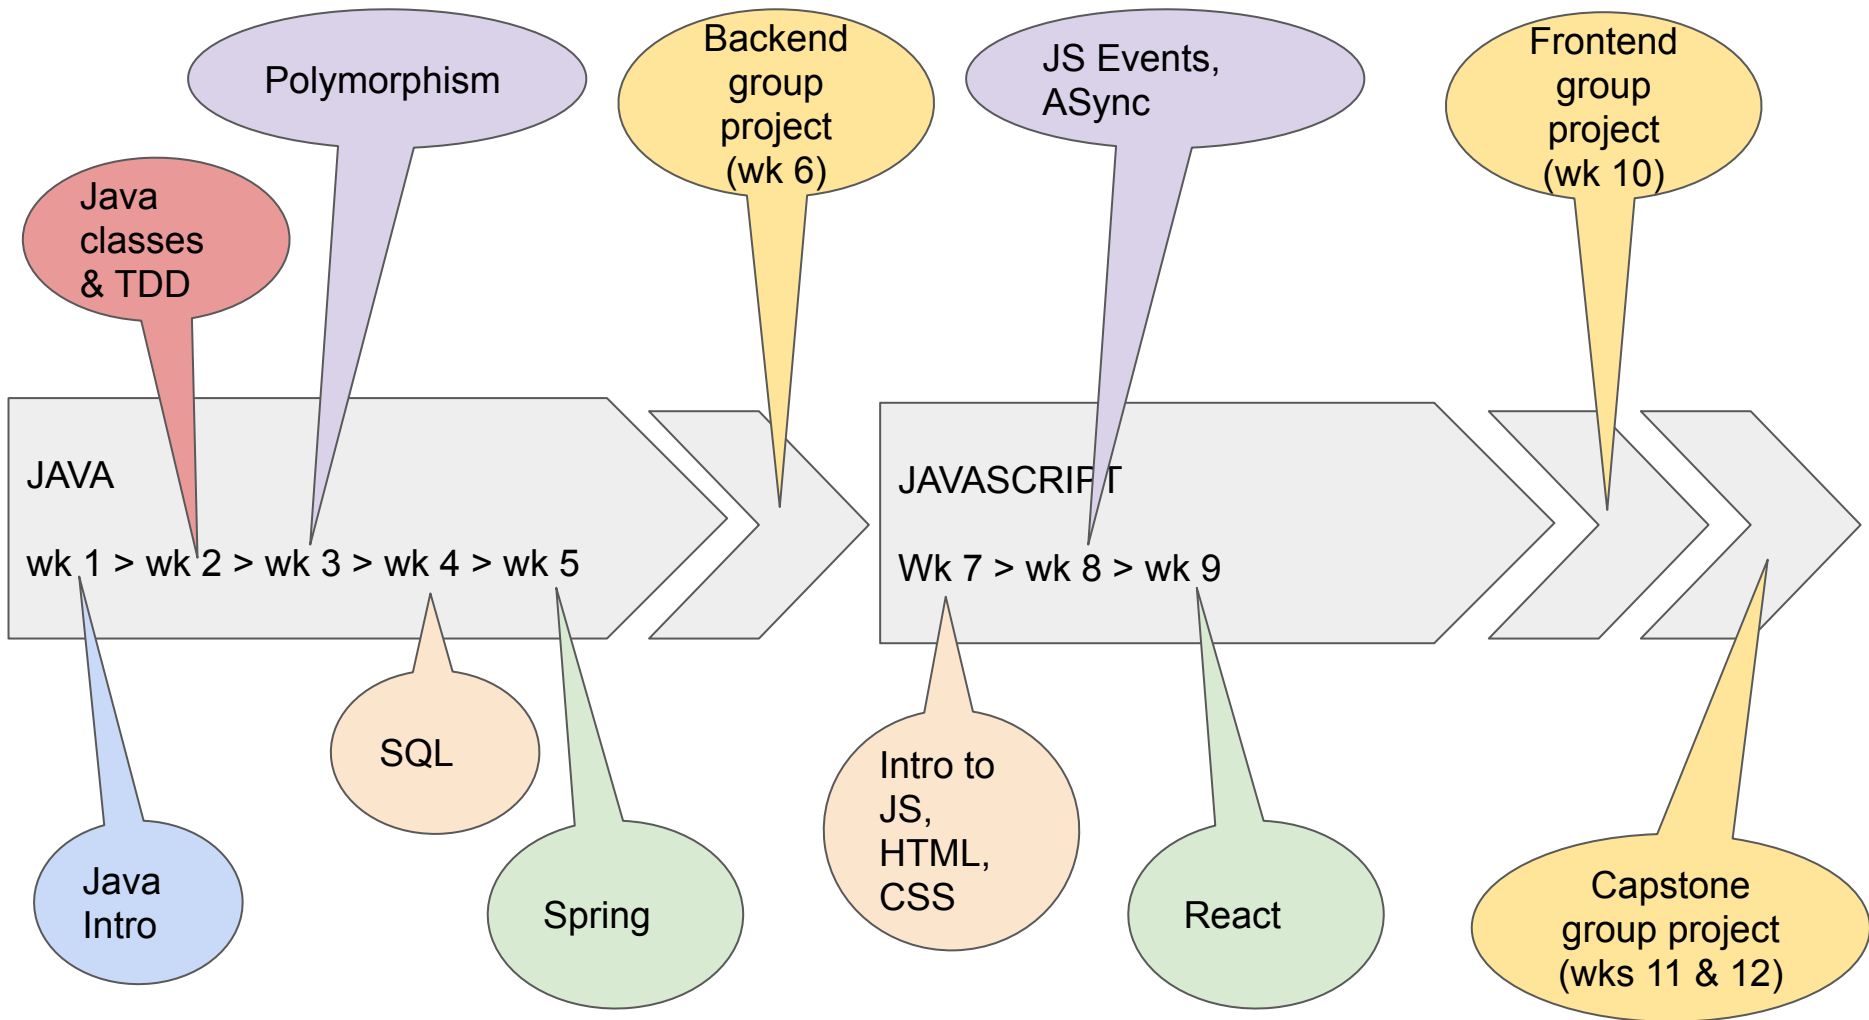 Polymorphism
Backend
group
project
(wk 6)
JS Events,
ASync
Frontend
group
project
(wk 10)
Java
classes
& TDD
JAVA
wk 1 > wk 2 > wk 3 > wk 4 > wk 5
JAVASCRIPT
Wk 7 > wk 8 > wk 9
SQL
Intro to
JS,
HTML,
CSS
Java
Intro
Spring
React
Capstone
group project
(wks 11 & 12)